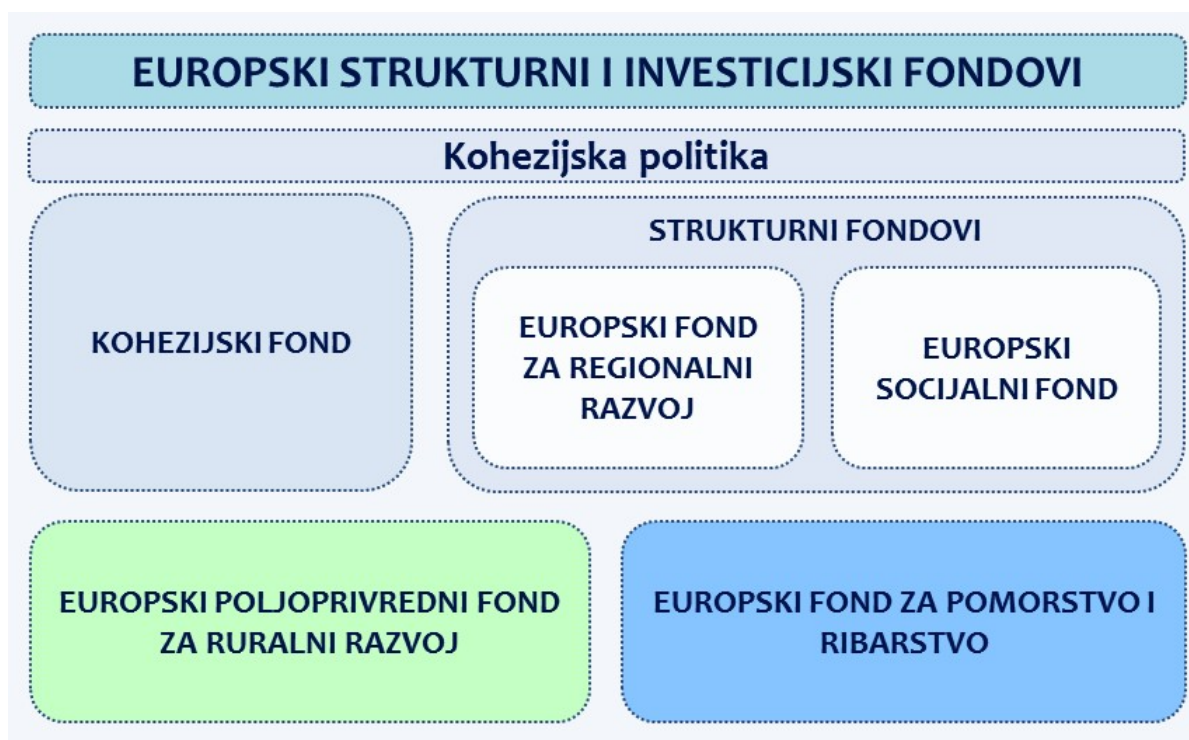 EUROPSKI STRUKTURNI I INVESTICIJSKI FONDOVI
Kohezijska politika
KOHEZIJSKI FOND
STRUKTURNI FONDOVI
EUROPSKI FOND
ZA REGIONALNI
RAZVOJ
EUROPSKI
SOCIJALNI FOND
EUROPSKI POLJOPRIVREDNI FOND
ZA RURALNI RAZVOJ
EUROPSKI FOND ZA POMORSTVO I
RIBARSTVO